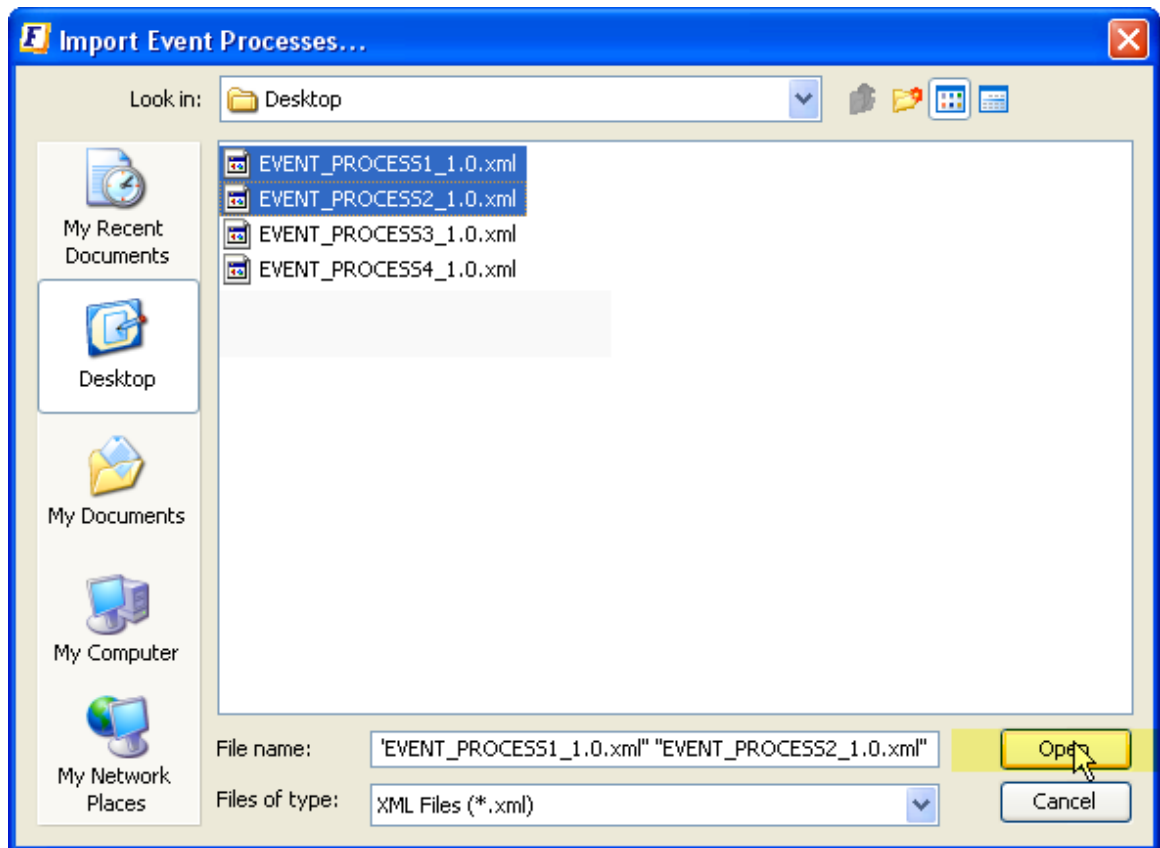 Import Event Processes...
Look in:
Desktop
EVENT_PROCESS1_1.0.xml
EVENT_PROCESS2_1.0.xml
EVENT_PROCESS3_1.0.xml
EVENT_PROCESS4_1.0.xml
My Recent
Documents
Desktop
My Documents
My Computer
My Network
Places
File name:
"EVENT_PROCESS1_1.0.xml" "EVENT_PROCESS2_1.0.xml"
Open
Files of type:
XML Files (*.xml)
Cancel